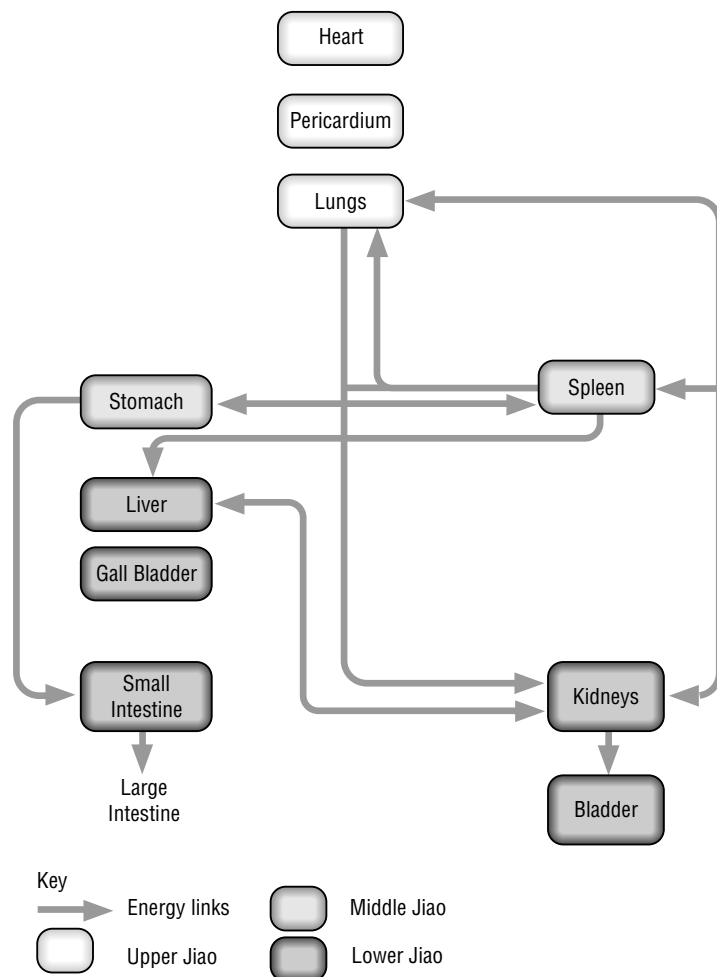 Heart
Pericardium
Lungs
Stomach
Spleen
Liver
Gall Bladder
Small
Intestine
Kidneys
Large
Intestine
Bladder
Key
Energy links
Middle Jiao
Upper Jiao
Lower Jiao